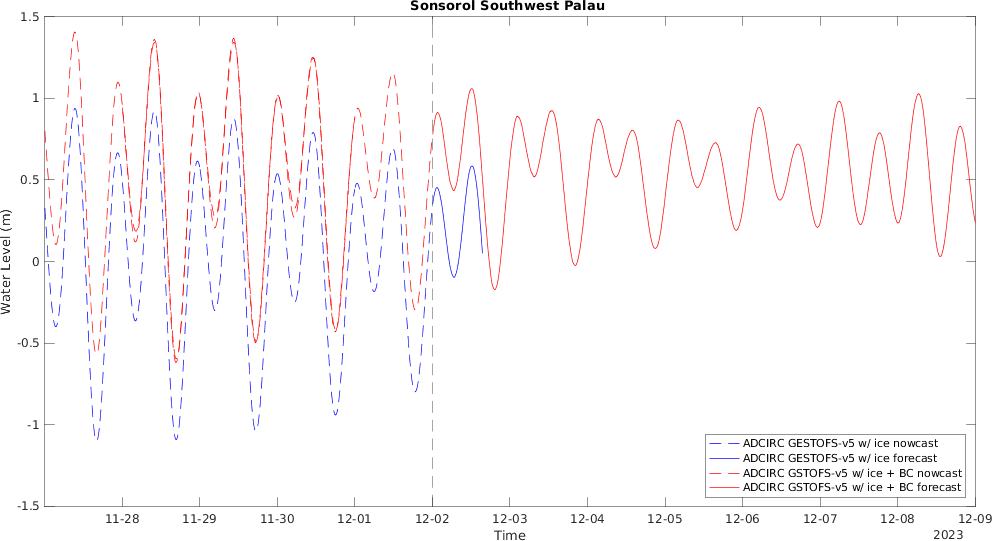 Sonsorol Southwest Palau
1.5
1
0.5
0
-0.5
-1
-1.5
Water Level (m)
ADCIRC GESTOFS-v5 w/ ice nowcast
ADCIRC GESTOFS-v5 w/ ice forecast
ADCIRC GSTOFS-v5 w/ ice + BC nowcast
ADCIRC GSTOFS-v5 w/ ice + BC forecast
11-28 11-29 11-30 12-01 12-02 12-03 12-04 12-05 12-06 12-07 12-08 12-09
Time
2023